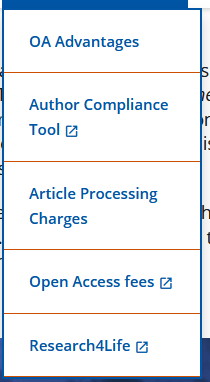 OA Advantages
Author Compliance
Tool
Article Processing
Charges
Open Access fees
Research4Life